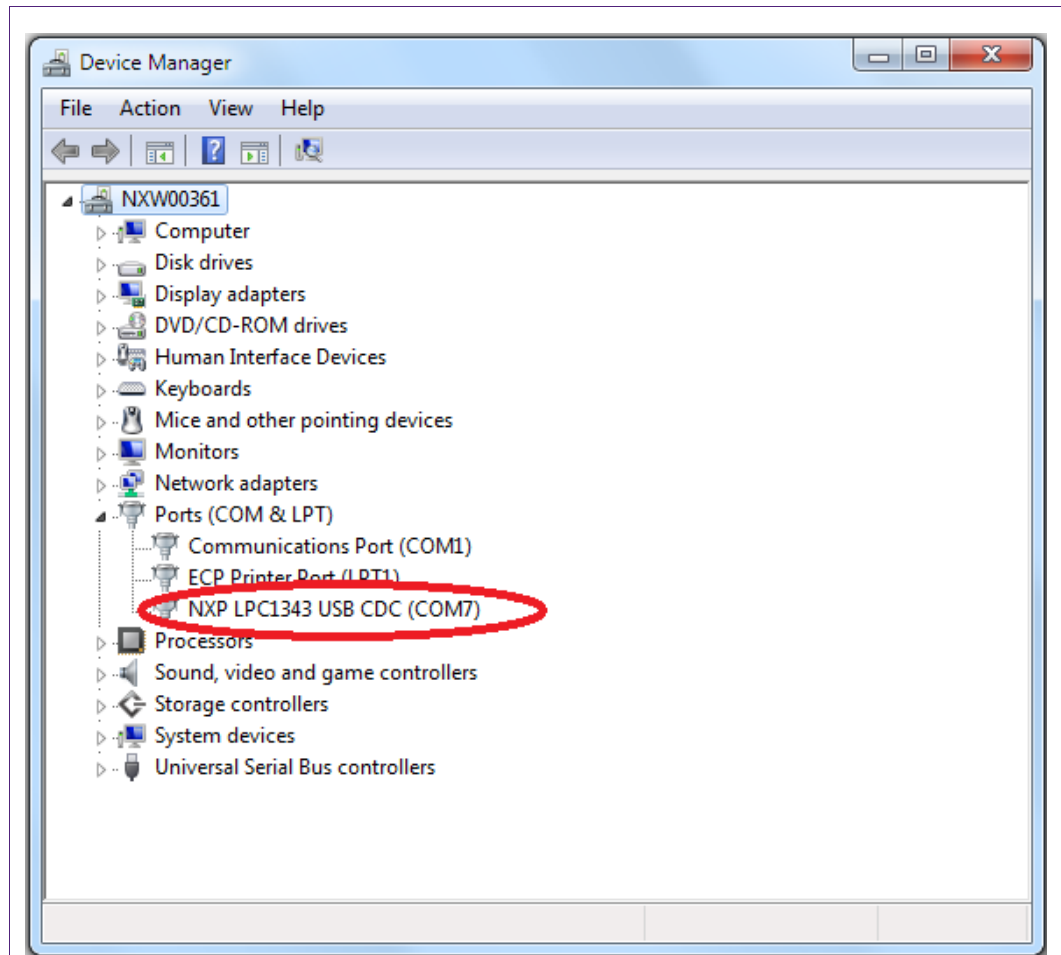 Device Manager
File Action View Help
NXW00361
Computer
Disk drives
Display adapters
DVD/CD-ROM drives
Human Interface Devices
Keyboards
Mice and other pointing devices
Monitors
Network adapters
Ports (COM & LPT)
Communications Port (COM1)
ECP Printer Port (LPT1)
NXP LPC1343 USB CDC (COM7)
Processors
Sound, video and game controllers
Storage controllers
System devices
Universal Serial Bus controllers